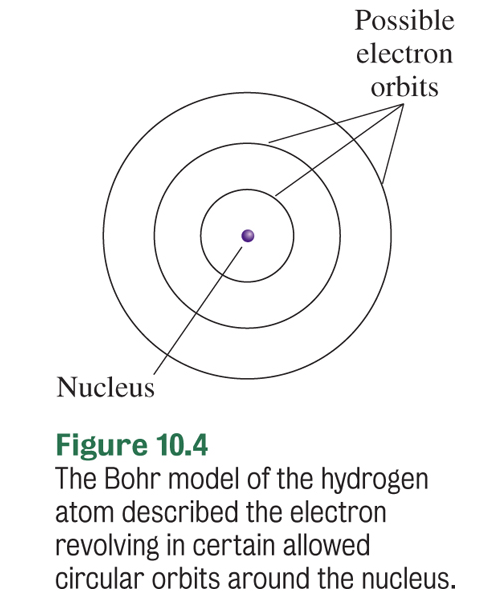 Possible
electron
orbits
Nucleus
Figure 10.4
The Bohr model of the hydrogen
atom described the electron
revolving in certain allowed
circular orbits around the nucleus.